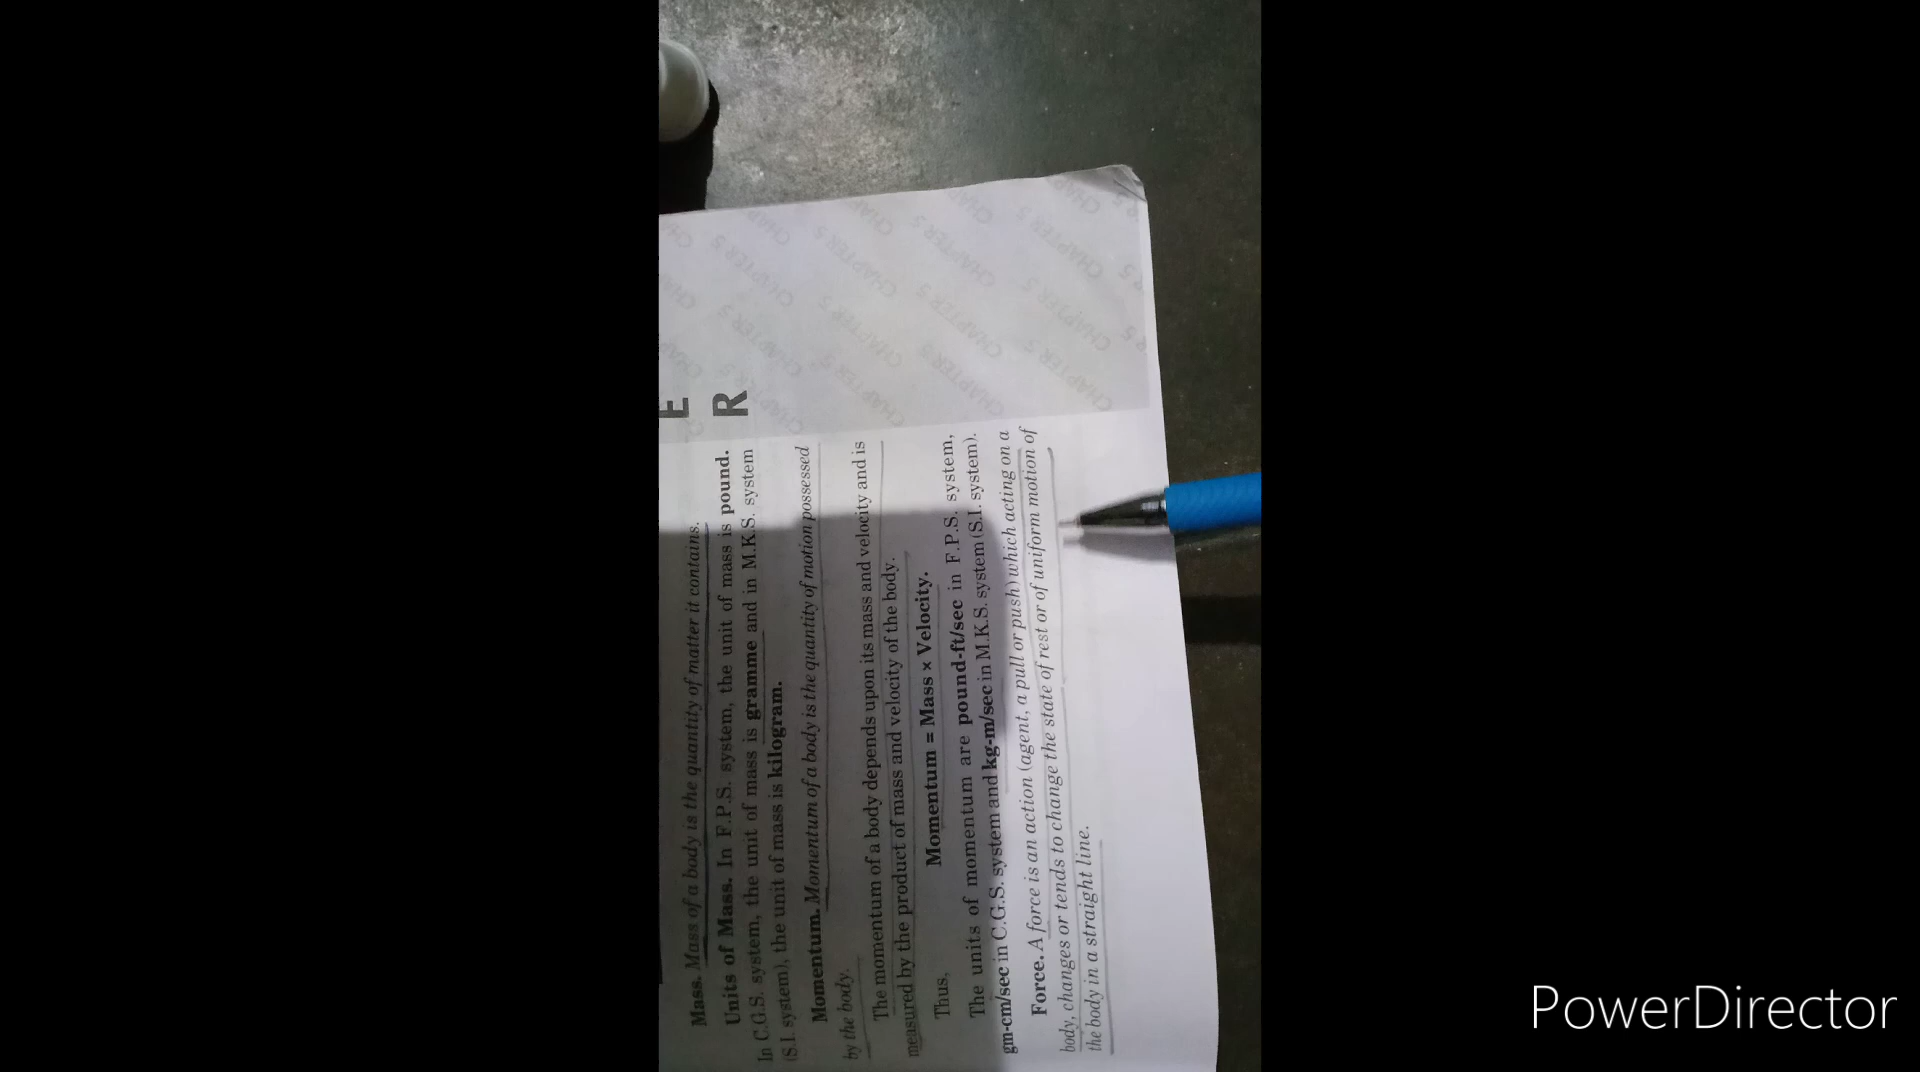 E
R
Mass. Mass of a body is the quantity of matter it contains.
Units of Mass. In F.P.S. system, the unit of mass is pound.
In C.G.S. system, the unit of mass is gramme and in M.K.S. system
(S.I. system), the unit of mass is kilogram.
Momentum. Momentum of a body is the quantity of motion possessed
by the body.
The momentum of a body depends upon its mass and velocity and is
measured by the product of mass and velocity of the body.
Thus, Momentum = Mass × Velocity.
The units of momentum are pound-ft/sec in F.P.S. system,
gm-cm/sec in C.G.S. system and kg-m/sec in M.K.S. system (S.I. system).
Force. A force is an action (agent, a pull or push) which acting on a
body, changes or tends to change the state of rest or of uniform motion of
the body in a straight line.
CHAPTER 5
PowerDirector